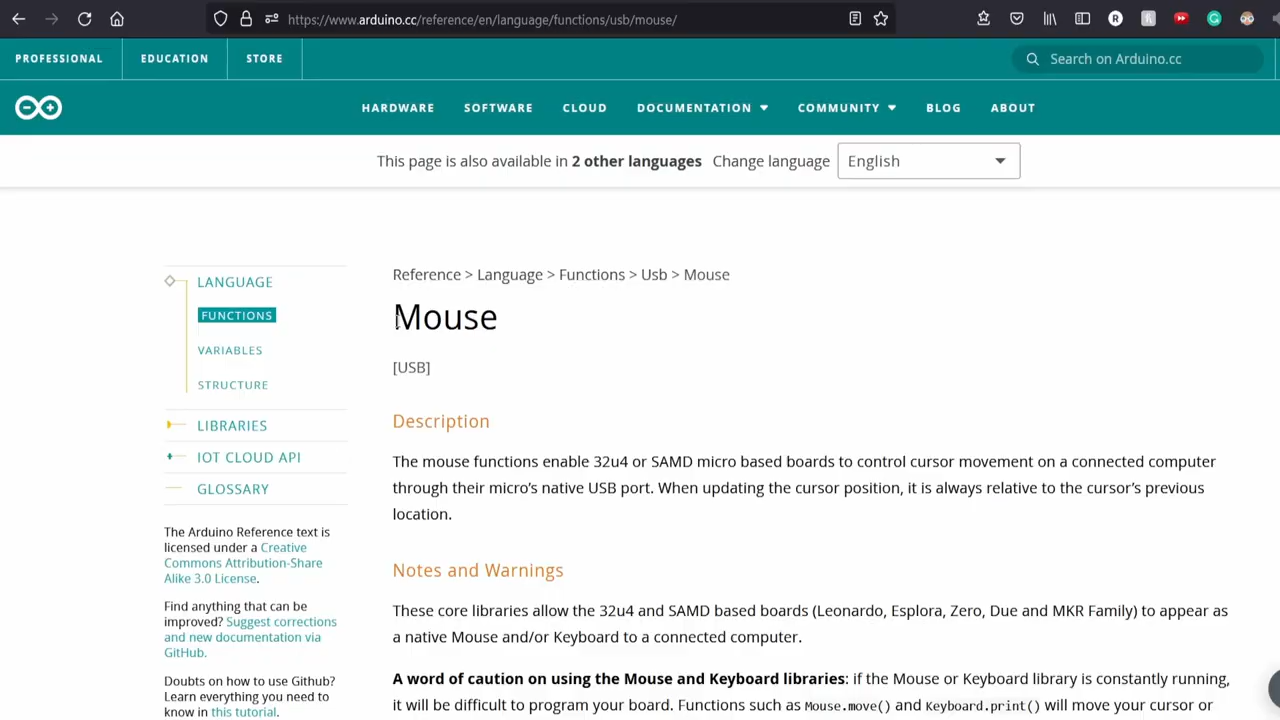 https://www.arduino.cc/reference/en/language/functions/usb/mouse/
PROFESSIONAL EDUCATION STORE
Search on Arduino.cc
HARDWARE SOFTWARE CLOUD DOCUMENTATION COMMUNITY BLOG ABOUT
This page is also available in 2 other languages Change language English
LANGUAGE
FUNCTIONS
VARIABLES
STRUCTURE
LIBRARIES
IOT CLOUD API
GLOSSARY
The Arduino Reference text is
licensed under a Creative
Commons Attribution-Share
Alike 3.0 License.
Find anything that can be
improved? Suggest corrections
and new documentation via
GitHub.
Doubts on how to use Github?
Learn everything you need to
know in this tutorial.
Reference > Language > Functions > Usb > Mouse
Mouse
[USB]
Description
The mouse functions enable 32u4 or SAMD micro based boards to control cursor movement on a connected computer
through their micro's native USB port. When updating the cursor position, it is always relative to the cursor's previous
location.
Notes and Warnings
These core libraries allow the 32u4 and SAMD based boards (Leonardo, Esplora, Zero, Due and MKR Family) to appear as
a native Mouse and/or Keyboard to a connected computer.
A word of caution on using the Mouse and Keyboard libraries: if the Mouse or Keyboard library is constantly running,
it will be difficult to program your board. Functions such as Mouse.move() and Keyboard.print() will move your cursor or